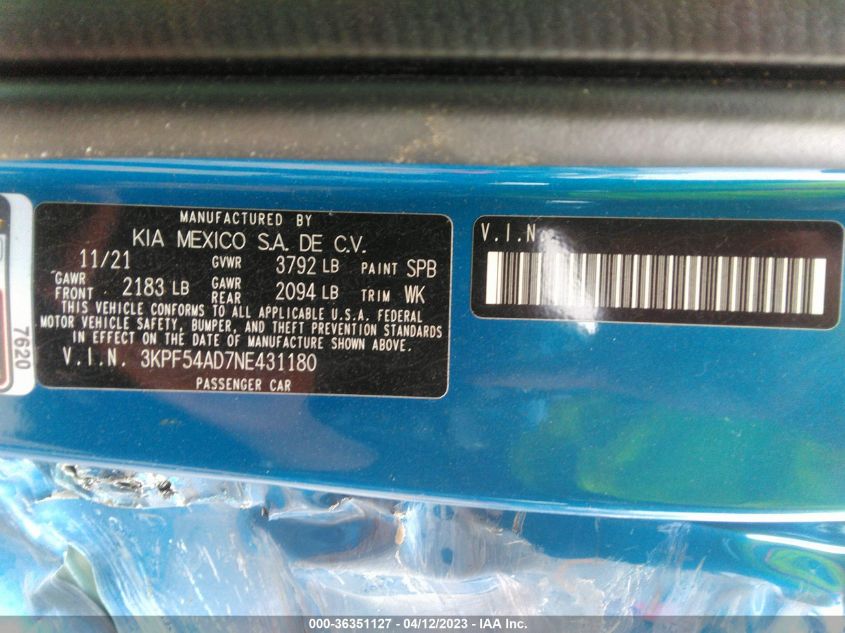 MANUFACTURED BY
KIA MEXICO S.A. DE C.V.
11/21 GVWR 3792 LB PAINT SPB
GAWR FRONT 2183 LB GAWR REAR 2094 LB TRIM WK
THIS VEHICLE CONFORMS TO ALL APPLICABLE U.S.A. FEDERAL
MOTOR VEHICLE SAFETY, BUMPER, AND THEFT PREVENTION STANDARDS
IN EFFECT ON THE DATE OF MANUFACTURE SHOWN ABOVE.
V.I.N. 3KPF54AD7NE431180
PASSENGER CAR
V.I.N.
7620
000-36351127 - 04/12/2023 - IAA Inc.